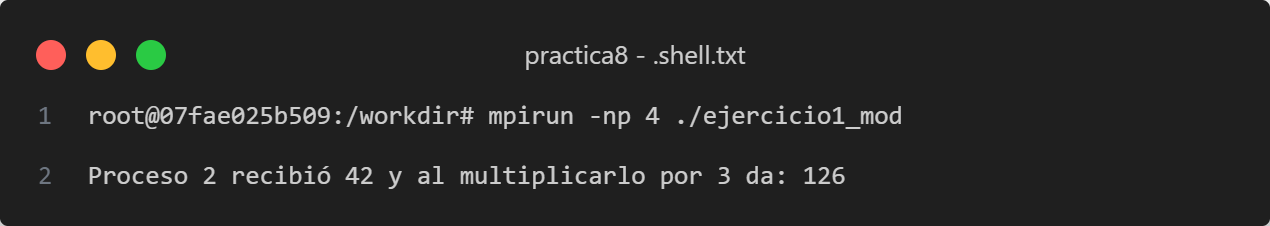 practica8 - .shell.txt
1 root@07fae025b509:/workdir# mpirun -np 4 ./ejercicio1_mod
2 Proceso 2 recibió 42 y al multiplicarlo por 3 da: 126